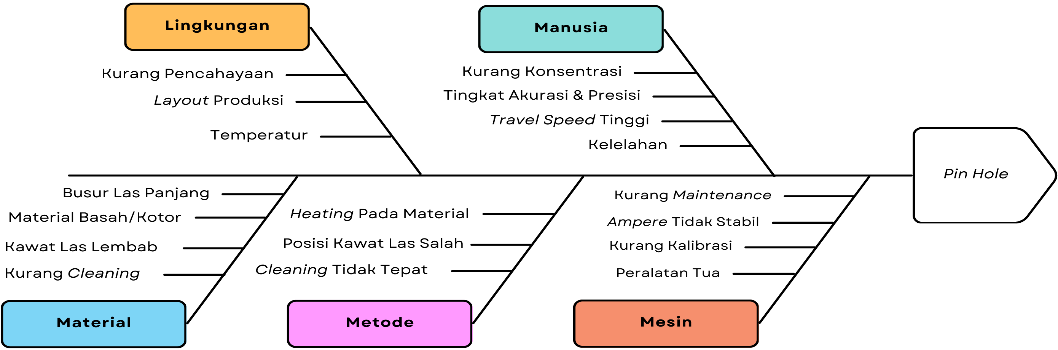 Lingkungan
Kurang Pencahayaan
Layout Produksi
Temperatur
Manusia
Kurang Konsentrasi
Tingkat Akurasi & Presisi
Travel Speed Tinggi
Kelelahan
Pin Hole
Busur Las Panjang
Material Basah/Kotor
Kawat Las Lembab
Kurang Cleaning
Material
Heating Pada Material
Posisi Kawat Las Salah
Cleaning Tidak Tepat
Metode
Kurang Maintenance
Ampere Tidak Stabil
Kurang Kalibrasi
Peralatan Tua
Mesin